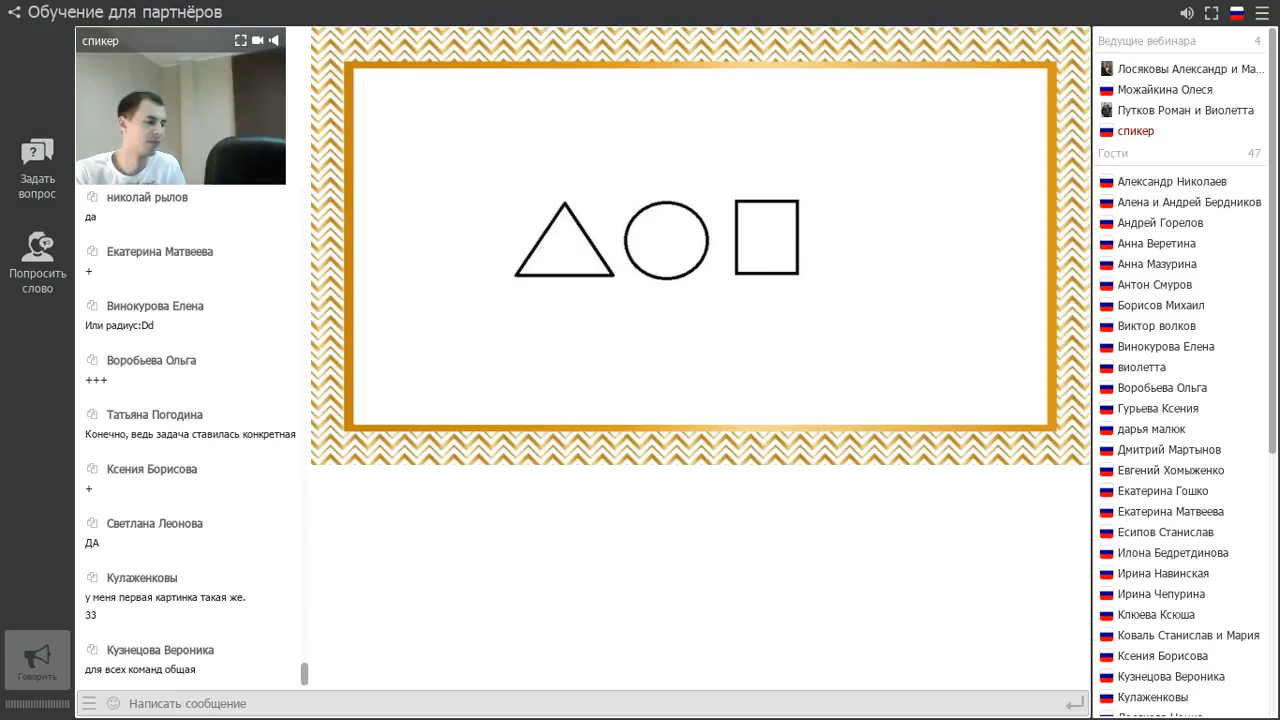 Обучение для партнёров
Задать
вопрос
Попросить
слово
Говорить
спикер
николай рылов
да
Екатерина Матвеева
+
Винокурова Елена
Или радиус:Dd
Воробьева Ольга
+++
Татьяна Погодина
Конечно, ведь задача ставилась конкретная
Ксения Борисова
+
Светлана Леонова
ДА
Кулаженковы
у меня первая картинка такая же.
33
Кузнецова Вероника
для всех команд общая
Написать сообщение
Ведущие вебинара 4
Лосяковы Александр и Ма...
Можайкина Олеся
Путков Роман и Виолетта
спикер
Гости 47
Александр Николаев
Алена и Андрей Бердников
Андрей Горелов
Анна Веретина
Анна Мазурина
Антон Смуров
Борисов Михаил
Виктор волков
Винокурова Елена
виолетта
Воробьева Ольга
Гурьева Ксения
дарья малюк
Дмитрий Мартынов
Евгений Хомыженко
Екатерина Гошко
Екатерина Матвеева
Есипов Станислав
Илона Бедретдинова
Ирина Навинская
Ирина Чепурина
Клюева Ксюша
Коваль Станислав и Мария
Ксения Борисова
Кузнецова Вероника
Кулаженковы